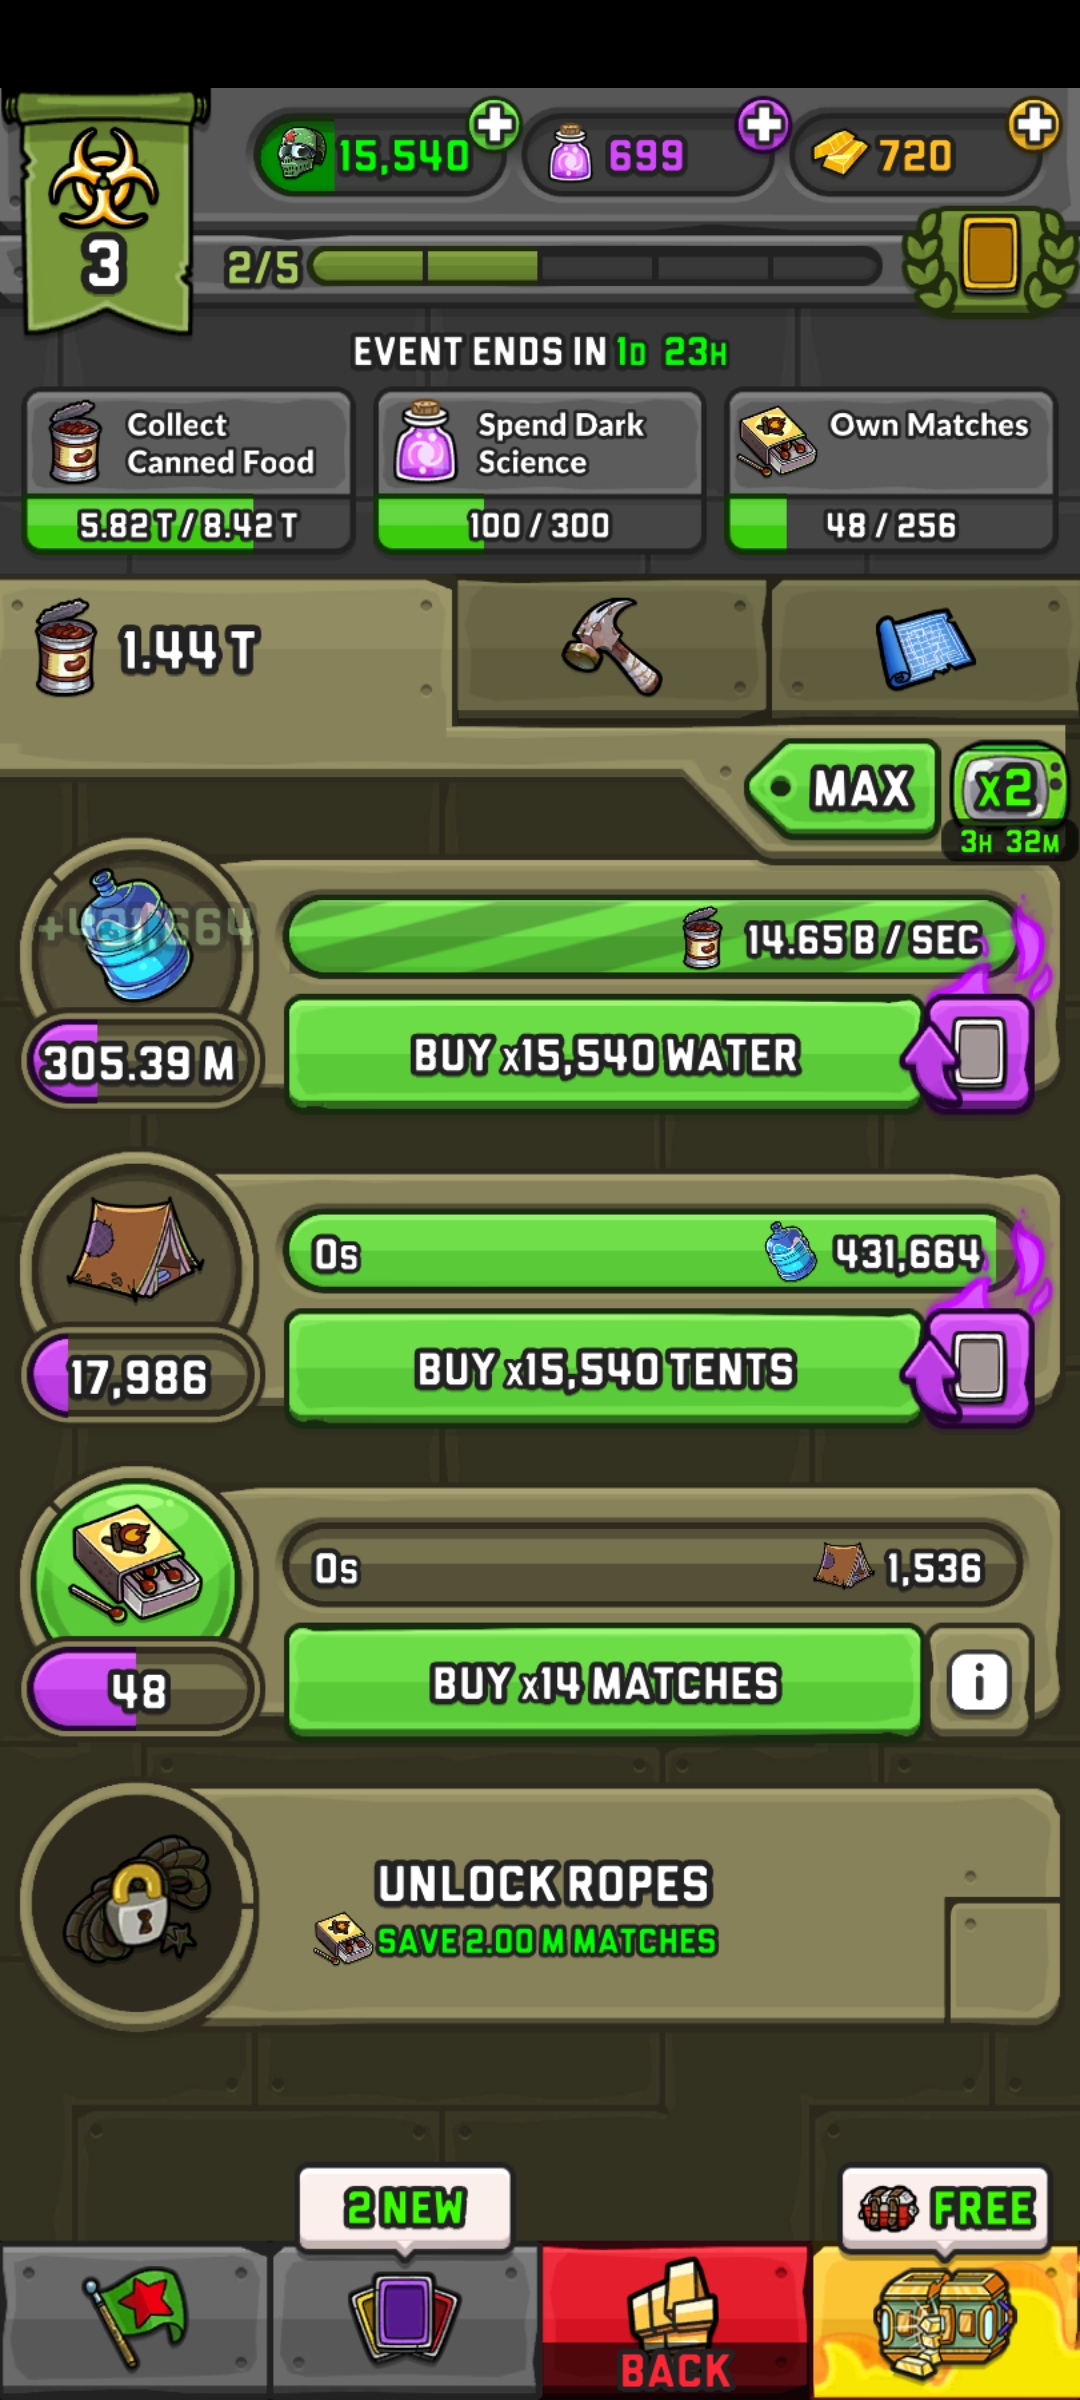 15,540
699
720
3
2/5
EVENT ENDS IN 1D 23H
Collect
Canned Food
5.82 T / 8.42 T
Spend Dark
Science
100 / 300
Own Matches
48 / 256
1.44 T
MAX
x2
3H 32M
14.65 B / SEC
305.39 M
BUY x15,540 WATER
0s
431,664
17,986
BUY x15,540 TENTS
0s
1,536
48
BUY x14 MATCHES
i
UNLOCK ROPES
SAVE 2.00 M MATCHES
2 NEW
FREE
BACK